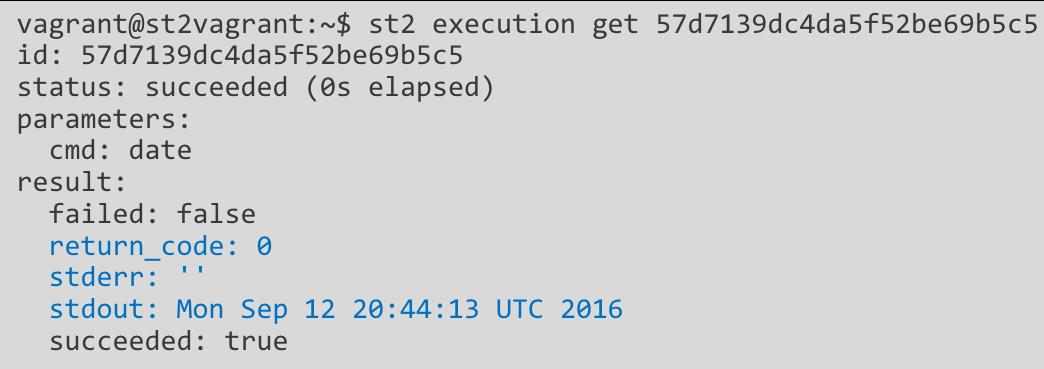 vagrant@st2vagrant:~$ st2 execution get 57d7139dc4da5f52be69b5c5
id: 57d7139dc4da5f52be69b5c5
status: succeeded (0s elapsed)
parameters:
  cmd: date
result:
  failed: false
  return_code: 0
  stderr: ''
  stdout: Mon Sep 12 20:44:13 UTC 2016
  succeeded: true